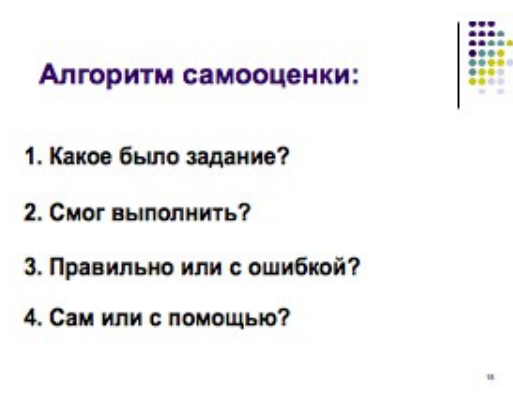 Алгоритм самооценки:
1. Какое было задание?
2. Смог выполнить?
3. Правильно или с ошибкой?
4. Сам или с помощью?